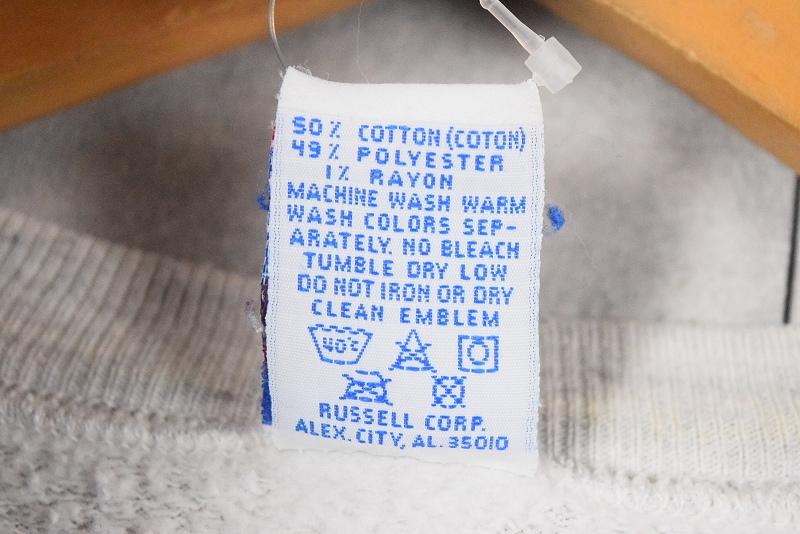 50% COTTON (COTON)
49% POLYESTER
1% RAYON
MACHINE WASH WARM
WASH COLORS SEP-
ARATELY. NO BLEACH
TUMBLE DRY LOW
DO NOT IRON OR DRY
CLEAN EMBLEM
40°C
RUSSELL CORP.
ALEX. CITY, AL. 35010